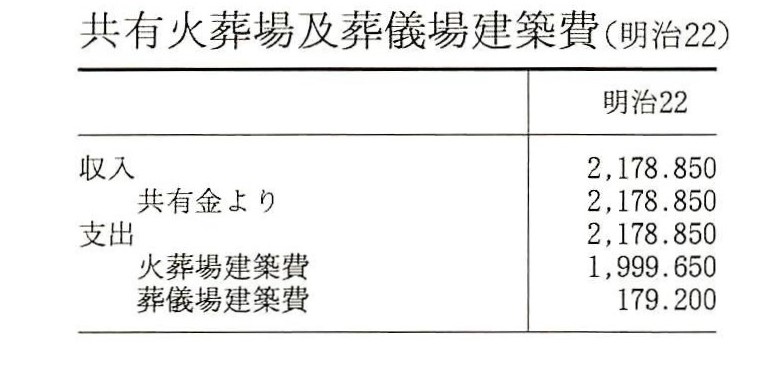 共有火葬場及葬儀場建築費(明治22)
明治22
収入 2,178.850
共有金より 2,178.850
支出 2,178.850
火葬場建築費 1,999.650
葬儀場建築費 179.200